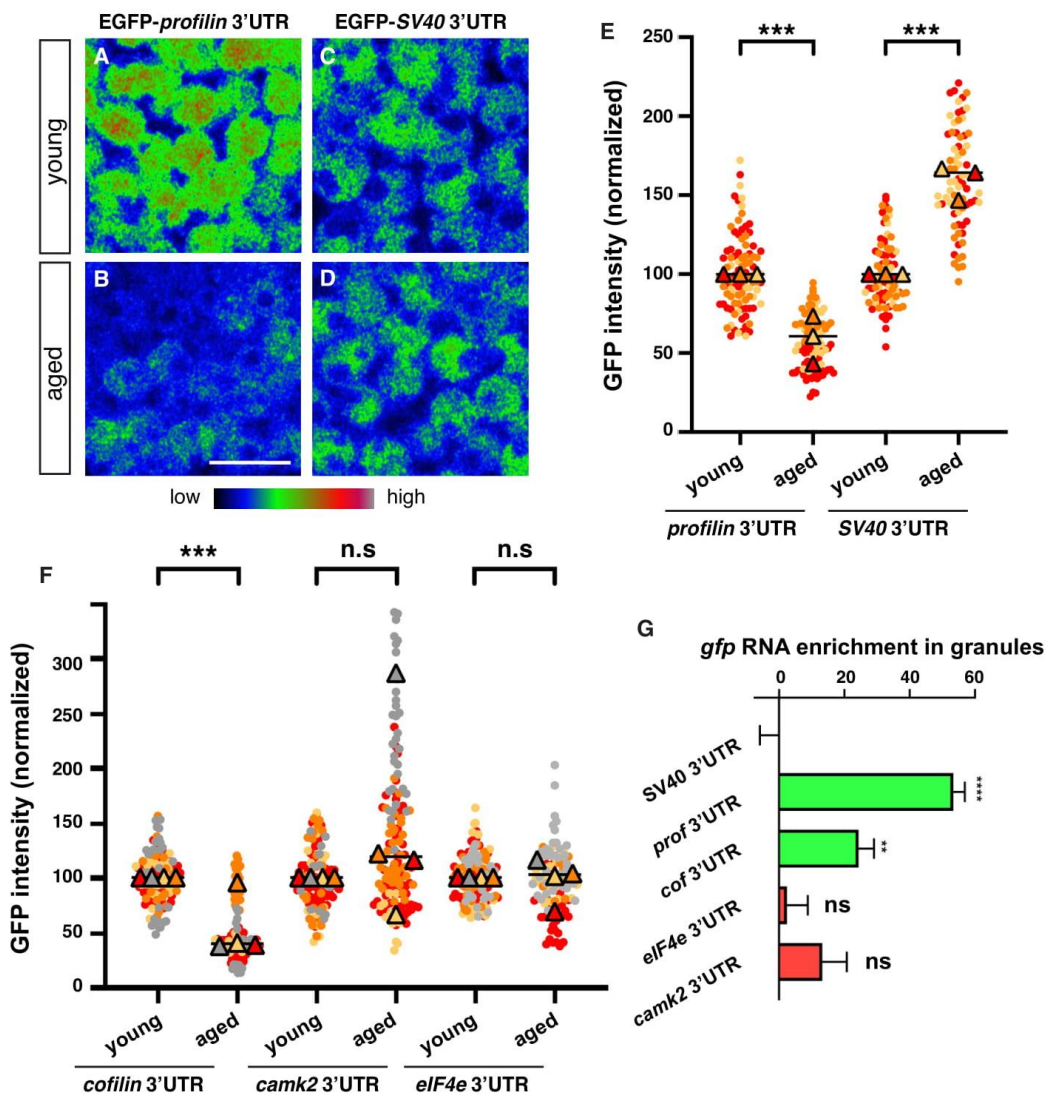 EGFP-profilin 3'UTR EGFP-SV40 3'UTR
A
C
young
B
D
aged
low high
E
*** ***
GFP intensity (normalized)
250
200
150
100
50
0
young aged young aged
profilin 3'UTR SV40 3'UTR
F
*** n.s n.s
GFP intensity (normalized)
300
250
200
150
100
50
0
young aged young aged young aged
cofilin 3'UTR camk2 3'UTR eIF4e 3'UTR
G
gfp RNA enrichment in granules
0 20 40 60
SV40 3'UTR
prof 3'UTR ****
cof 3'UTR **
eIF4e 3'UTR ns
camk2 3'UTR ns